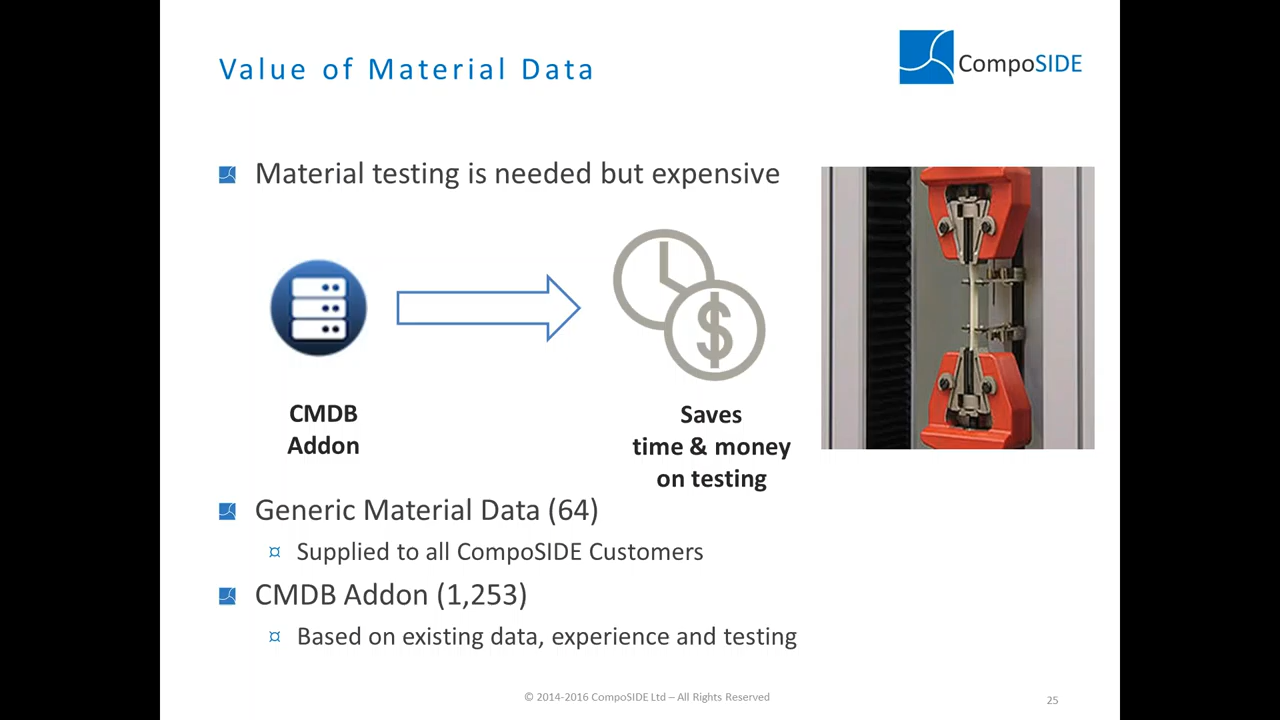 Value of Material Data
CompoSIDE
Material testing is needed but expensive
CMDB
Addon
Saves
time & money
on testing
Generic Material Data (64)
¤ Supplied to all CompoSIDE Customers
CMDB Addon (1,253)
¤ Based on existing data, experience and testing
© 2014-2016 CompoSIDE Ltd – All Rights Reserved
25